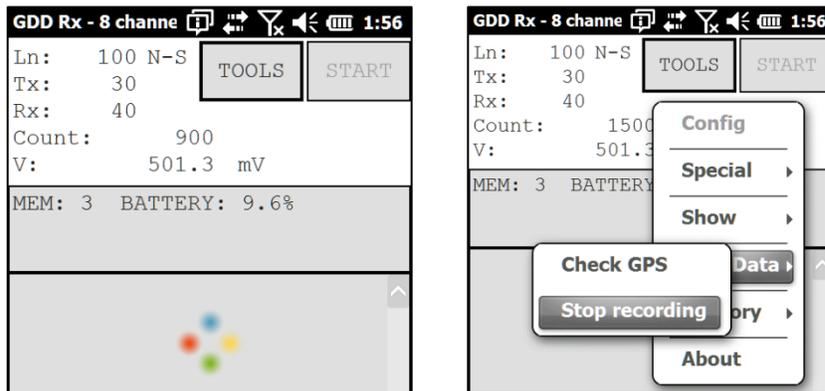 GDD Rx - 8 channe 1:56
Ln: 100 N-S
TOOLS
START
Tx: 30
Rx: 40
Count: 900
V: 501.3 mV
MEM: 3 BATTERY: 9.6%
GDD Rx - 8 channe 1:56
Ln: 100 N-S
TOOLS
START
Tx: 30
Rx: 40
Count: 1500
V: 501.3
MEM: 3 BATTERY
Config
Special
Show
Data
ory
About
Check GPS
Stop recording